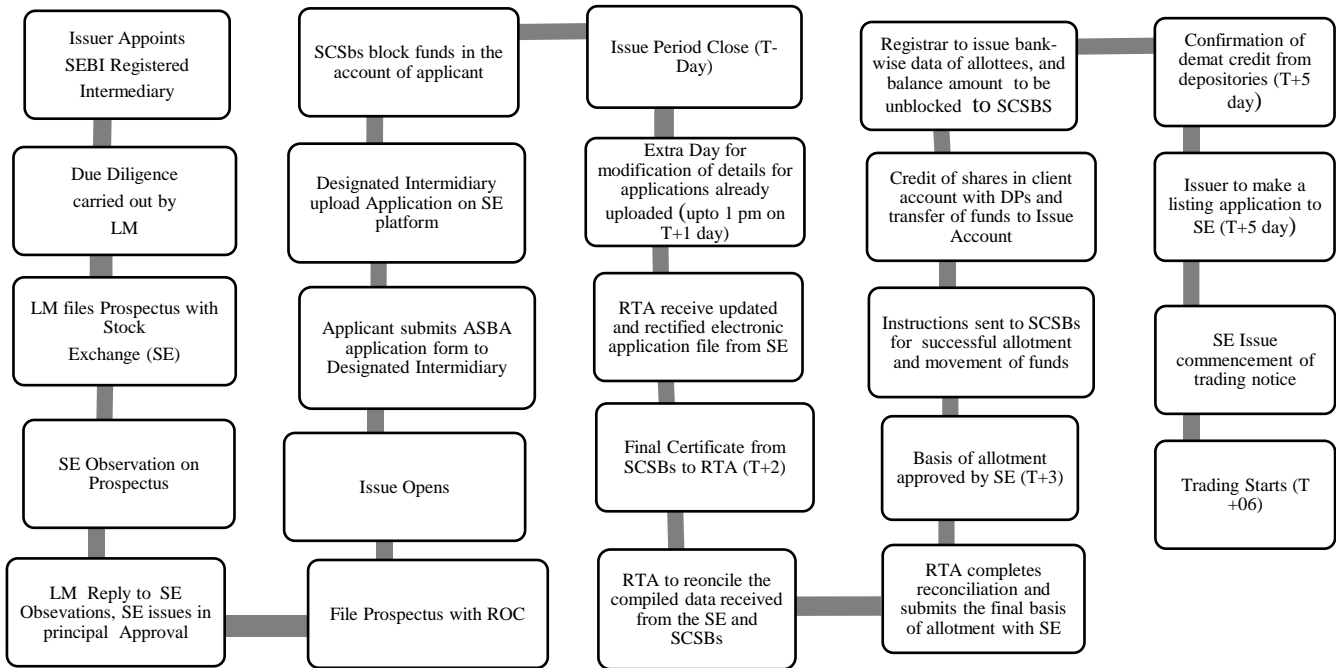 Issuer Appoints
SEBI Registered
Intermediary
Due Diligence
carried out by
LM
LM files Prospectus with
Stock
Exchange (SE)
SE Observation on
Prospectus
LM Reply to SE
Obsevations, SE issues in
principal Approval
File Prospectus with ROC
Issue Opens
Applicant submits ASBA
application form to
Designated Intermidiary
Designated Intermidiary
upload Application on SE
platform
SCSbs block funds in the
account of applicant
Issue Period Close (T-
Day)
Extra Day for
modification of details for
applications already
uploaded (upto 1 pm on
T+1 day)
RTA receive updated
and rectified electronic
application file from SE
Final Certificate from
SCSBs to RTA (T+2)
RTA to reconcile the
compiled data received
from the SE and
SCSBs
RTA completes
reconciliation and
submits the final basis
of allotment with SE
Basis of allotment
approved by SE (T+3)
Instructions sent to SCSBs
for successful allotment
and movement of funds
Credit of shares in client
account with DPs and
transfer of funds to Issue
Account
Registrar to issue bank-
wise data of allottees, and
balance amount to be
unblocked to SCSBS
Confirmation of
demat credit from
depositories (T+5
day)
Issuer to make a
listing application to
SE (T+5 day)
SE Issue
commencement of
trading notice
Trading Starts (T
+06)